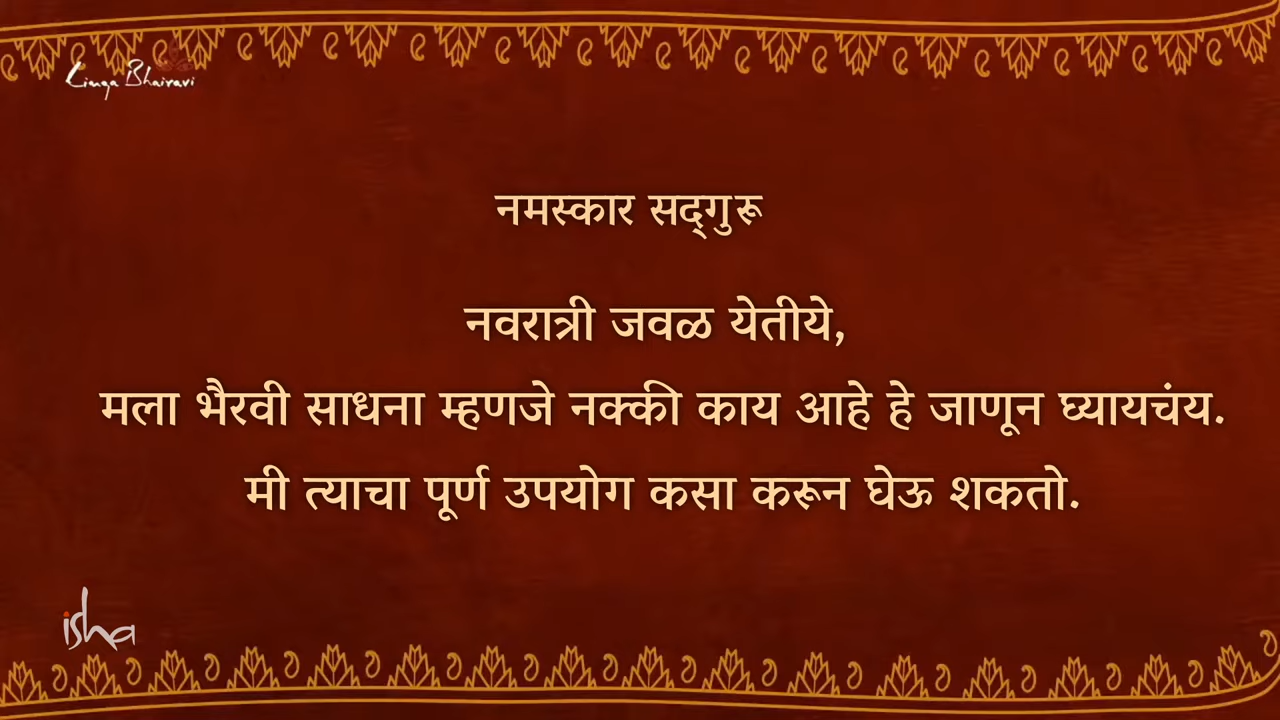 Linga Bhairavi
नमस्कार सद्‌गुरू
नवरात्री जवळ येतीये,
मला भैरवी साधना म्हणजे नक्की काय आहे हे जाणून घ्यायचंय.
मी त्याचा पूर्ण उपयोग कसा करून घेऊ शकतो.
isha